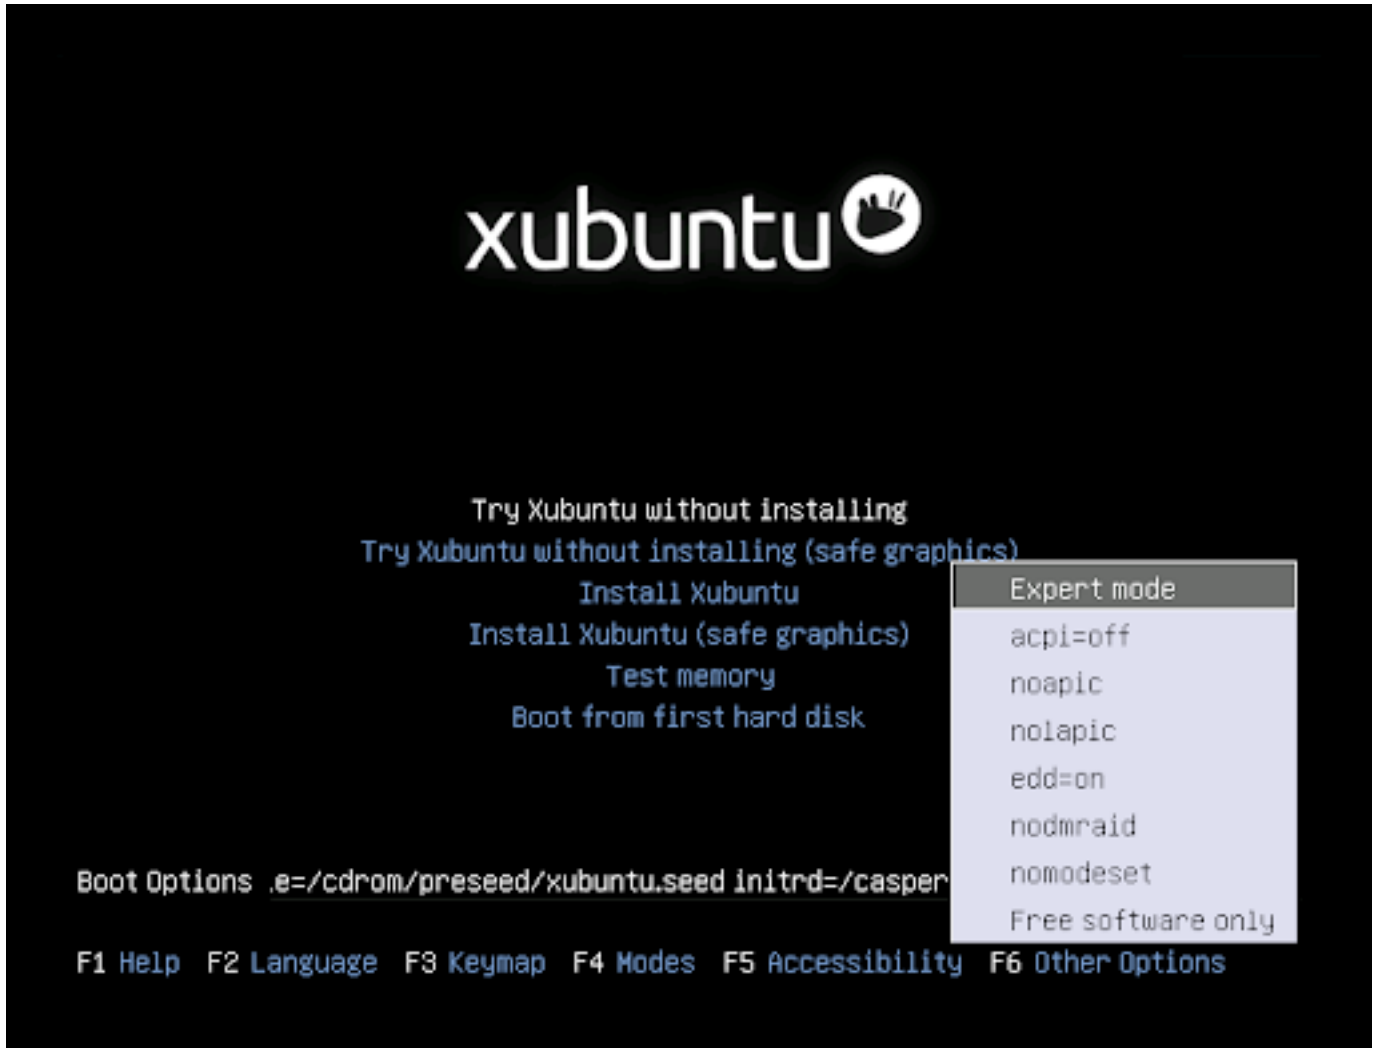 xubuntu
Try Xubuntu without installing
Try Xubuntu without installing (safe graphics)
Install Xubuntu
Install Xubuntu (safe graphics)
Test memory
Boot from first hard disk
Expert mode
acpi=off
noapic
nolapic
edd=on
nodmraid
nomodeset
Free software only
Boot Options .e=/cdrom/preseed/xubuntu.seed initrd=/casper
F1 Help F2 Language F3 Keymap F4 Modes F5 Accessibility F6 Other Options